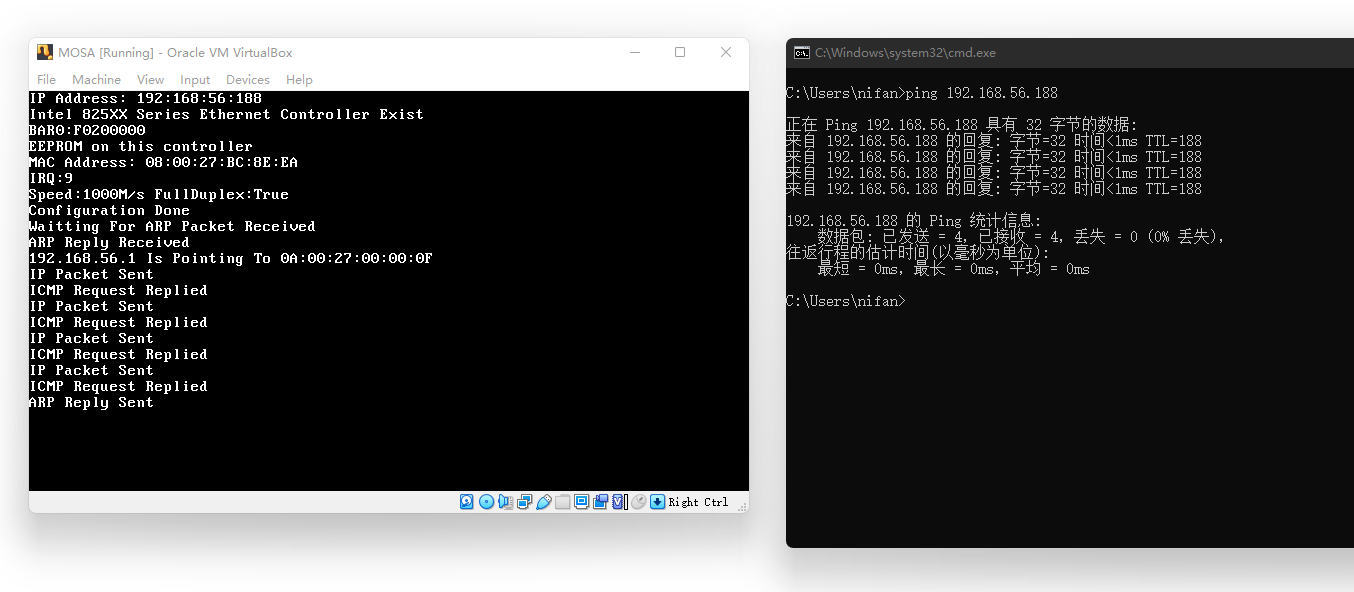 MOSA [Running] - Oracle VM VirtualBox
File Machine View Input Devices Help
IP Address: 192:168:56:188
Intel 825XX Series Ethernet Controller Exist
BAR0:F0200000
EEPROM on this controller
MAC Address: 08:00:27:BC:8E:EA
IRQ:9
Speed:1000M/s FullDuplex:True
Configuration Done
Waitting For ARP Packet Received
ARP Reply Received
192.168.56.1 Is Pointing To 0A:00:27:00:00:0F
IP Packet Sent
ICMP Request Replied
IP Packet Sent
ICMP Request Replied
IP Packet Sent
ICMP Request Replied
IP Packet Sent
ICMP Request Replied
ARP Reply Sent
Right Ctrl
C:\Windows\system32\cmd.exe
C:\Users\nifan>ping 192.168.56.188
正在 Ping 192.168.56.188 具有 32 字节的数据:
来自 192.168.56.188 的回复: 字节=32 时间<1ms TTL=188
来自 192.168.56.188 的回复: 字节=32 时间<1ms TTL=188
来自 192.168.56.188 的回复: 字节=32 时间<1ms TTL=188
来自 192.168.56.188 的回复: 字节=32 时间<1ms TTL=188
192.168.56.188 的 Ping 统计信息:
数据包: 已发送 = 4, 已接收 = 4, 丢失 = 0 (0% 丢失),
往返行程的估计时间(以毫秒为单位):
最短 = 0ms, 最长 = 0ms, 平均 = 0ms
C:\Users\nifan>